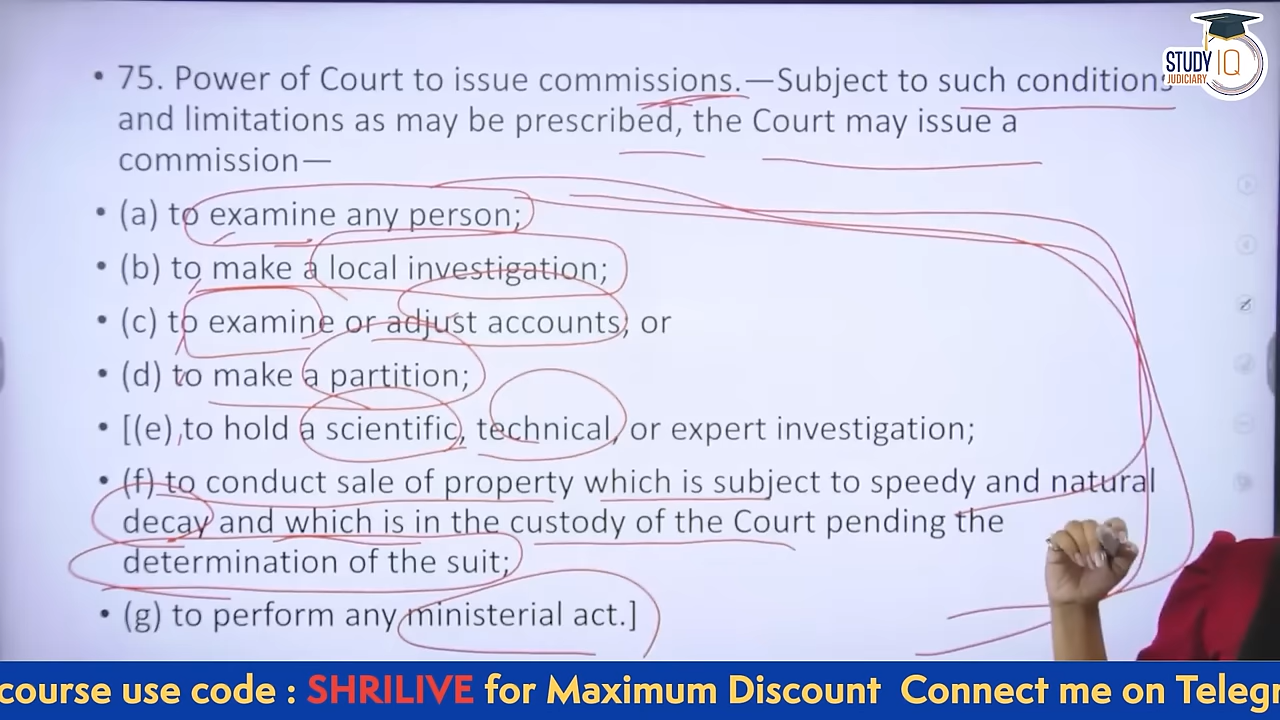 STUDY IQ
JUDICIARY
• 75. Power of Court to issue commissions.—Subject to such conditions
and limitations as may be prescribed, the Court may issue a
commission—
• (a) to examine any person;
• (b) to make a local investigation;
• (c) to examine or adjust accounts; or
• (d) to make a partition;
• [(e) to hold a scientific, technical, or expert investigation;
• (f) to conduct sale of property which is subject to speedy and natural
decay and which is in the custody of the Court pending the
determination of the suit;
• (g) to perform any ministerial act.]
course use code : SHRILIVE for Maximum Discount Connect me on Telegr